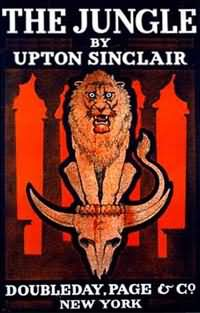 THE JUNGLE
BY
UPTON SINCLAIR
DOUBLEDAY, PAGE & Co.
NEW YORK